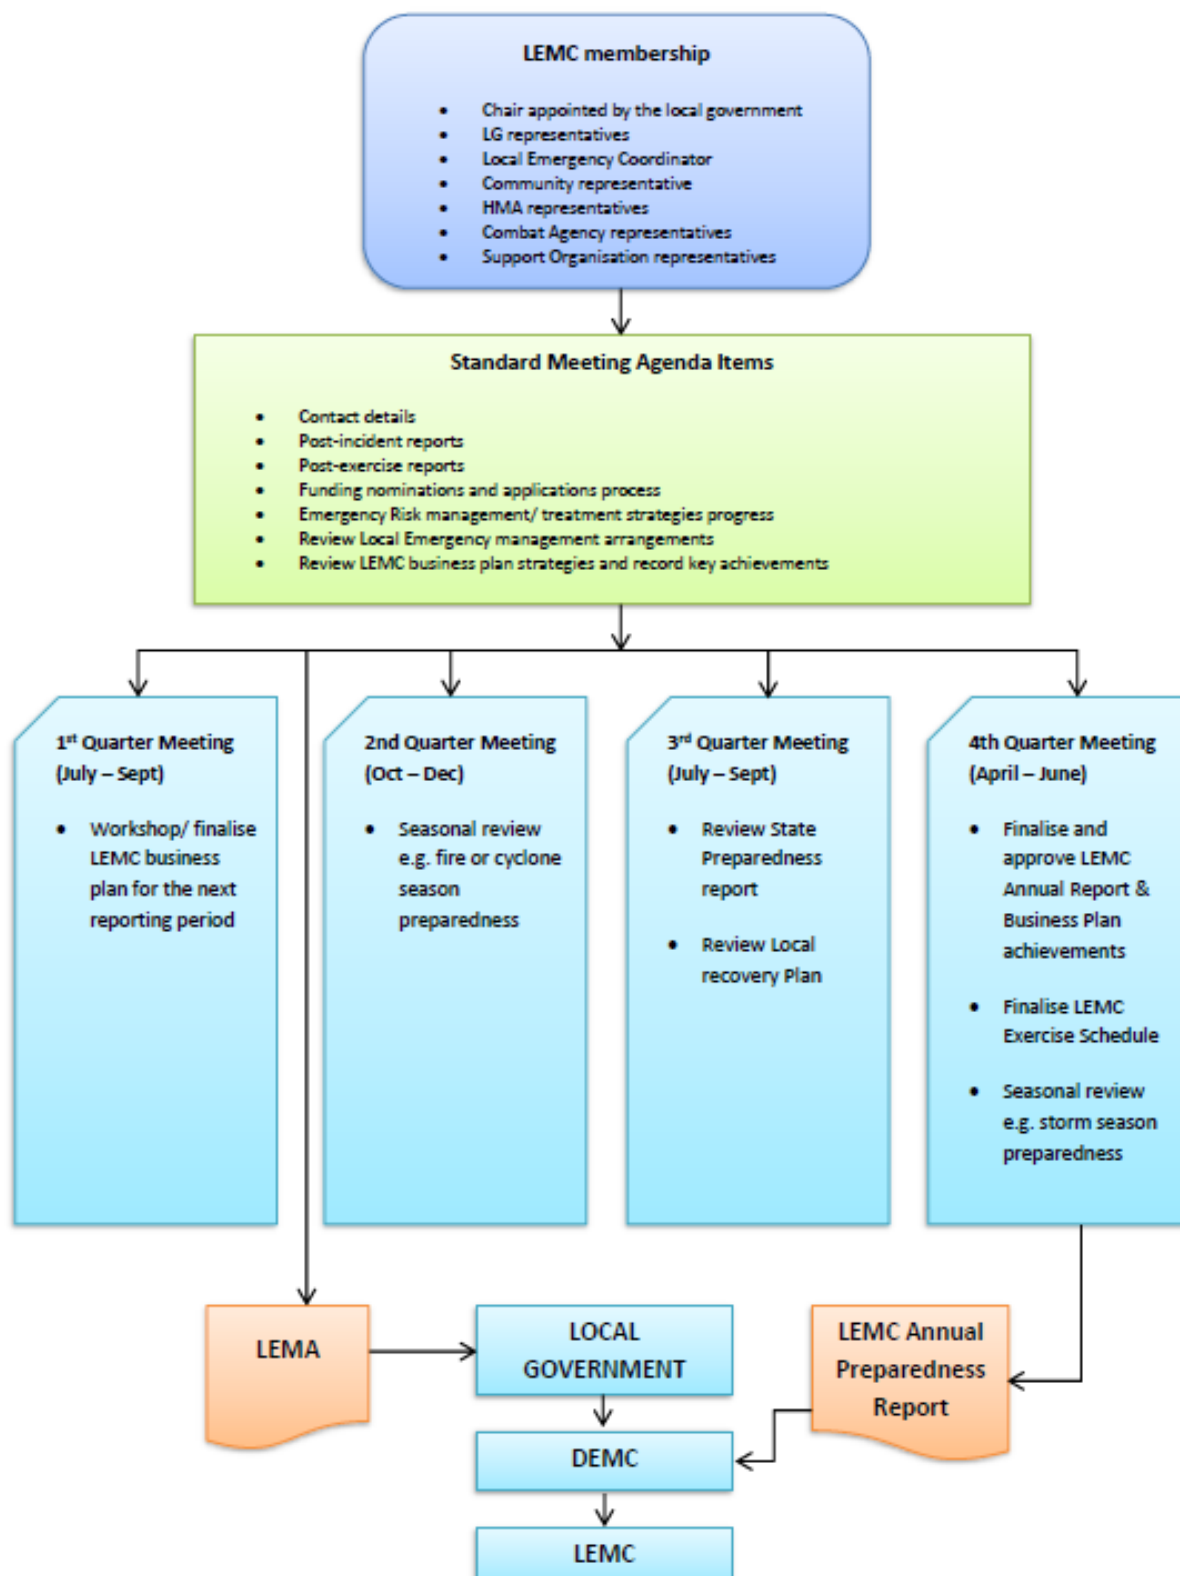 LEMC membership
• Chair appointed by the local government
• LG representatives
• Local Emergency Coordinator
• Community representative
• HMA representatives
• Combat Agency representatives
• Support Organisation representatives
Standard Meeting Agenda Items
• Contact details
• Post-incident reports
• Post-exercise reports
• Funding nominations and applications process
• Emergency Risk management/ treatment strategies progress
• Review Local Emergency management arrangements
• Review LEMC business plan strategies and record key achievements
1st Quarter Meeting
(July – Sept)
• Workshop/ finalise
LEMC business
plan for the next
reporting period
2nd Quarter Meeting
(Oct – Dec)
• Seasonal review
e.g. fire or cyclone
season
preparedness
3rd Quarter Meeting
(July – Sept)
• Review State
Preparedness
report
• Review Local
recovery Plan
4th Quarter Meeting
(April – June)
• Finalise and
approve LEMC
Annual Report &
Business Plan
achievements
• Finalise LEMC
Exercise Schedule
• Seasonal review
e.g. storm season
preparedness
LEMA
LOCAL
GOVERNMENT
LEMC Annual
Preparedness
Report
DEMC
LEMC